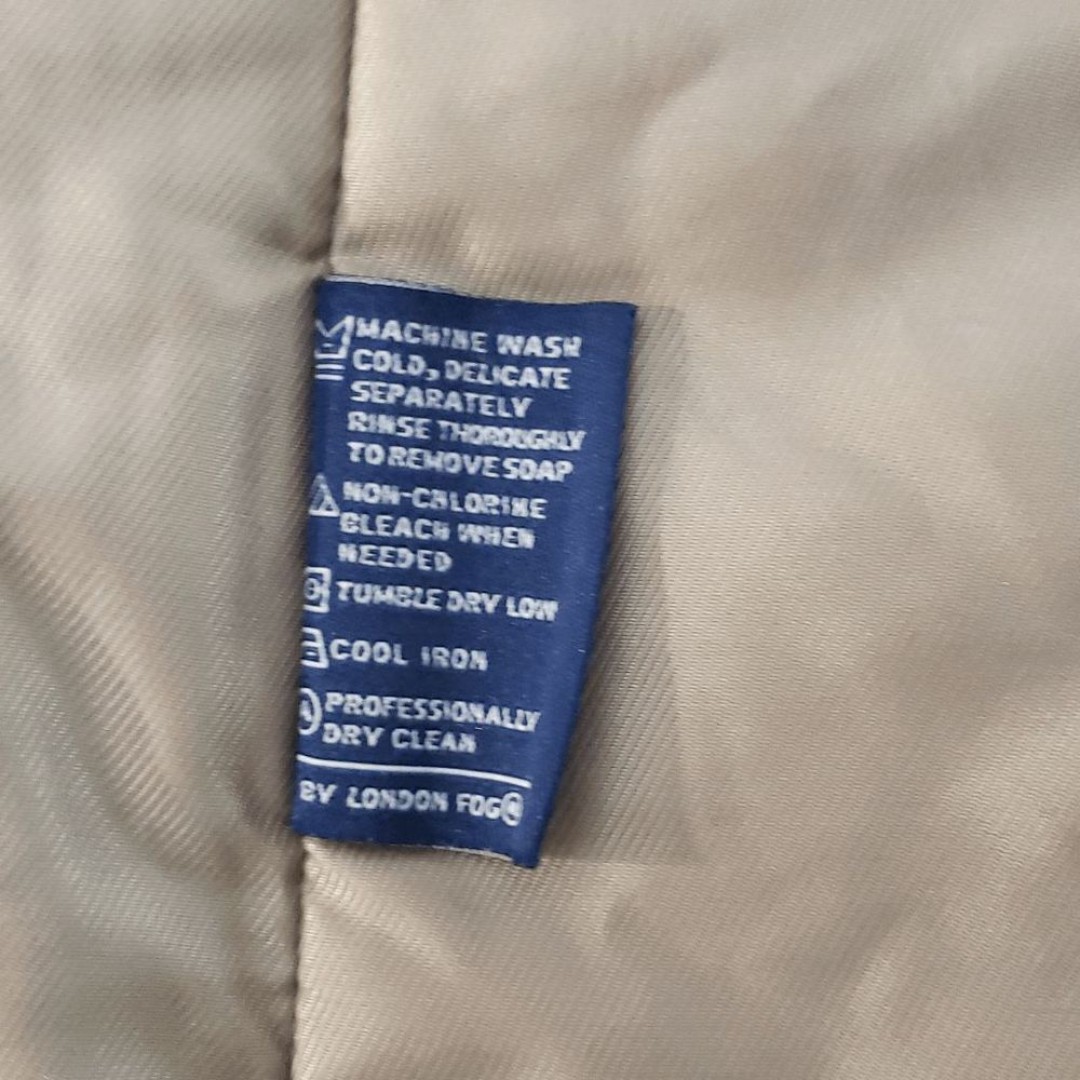 MACHINE WASH
COLD, DELICATE
SEPARATELY
RINSE THOROUGHLY
TO REMOVE SOAP
NON-CHLORINE
BLEACH WHEN
NEEDED
TUMBLE DRY LOW
COOL IRON
PROFESSIONALLY
DRY CLEAN
BY LONDON FOG®